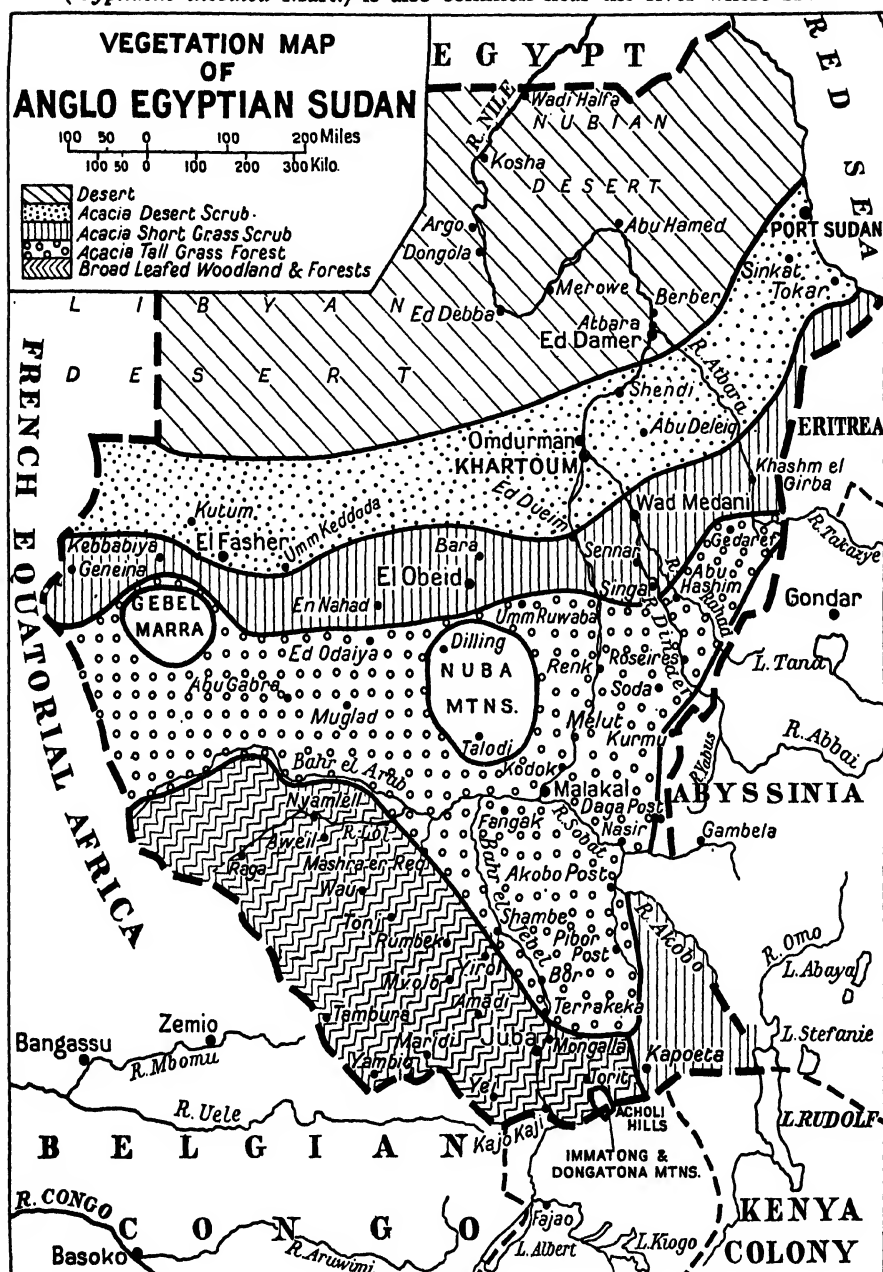 VEGETATION MAP
OF
ANGLO EGYPTIAN SUDAN
100 50 0 100 200 Miles
100 50 0 100 200 300 Kilo.
Desert
Acacia Desert Scrub.
Acacia Short Grass Scrub
Acacia Tall Grass Forest
Broad Leafed Woodland & Forests
EGYPT
RED SEA
R. NILE
Wadi Halfa
NUBIAN
DESERT
Kosha
Argo
Dongola
Abu Hamed
PORT SUDAN
Sinkat
Tokar
Merowe
Ed Debba
Berber
Atbara
Ed Damer
R. Atbara
LIBYAN
DESERT
FRENCH EQUATORIAL AFRICA
Shendi
Abu Deleiq
Omdurman
KHARTOUM
ERITREA
Khashm el
Girba
Kutum
Umm Keddada
Ed Dueim
Wad Medani
R. Takazye
Kebbabiya
El Fasher
Geneina
Bara
El Obeid
Sennar
Singa
Gedaref
Abu
Hashim
R. Rahad
R. Dinder
Gondar
GEBEL
MARRA
En Nahad
Umm Ruwaba
Ed Odaiya
Dilling
NUBA
MTNS.
Talodi
Renk
Roseires
Soda
L. Tana
Abu Gabra
Muglad
Melut
Kurmu
R. Yabus
R. Abbai
Kodok
Bahr el Arab
Malakal
Daga Post
ABYSSINIA
Nyamlell
Fangak
R. Sobat
Nasir
Gambela
R. Lol
Aweil
Raga
Mashra-er-Req
Bahr el Jebel
Akobo Post
Wau
Tonj
Shambe
R. Akobo
Rumbek
Pibor
Post
R. Omo
L. Abaya
Yirol
Mvolo
Bor
Amadi
Terrakeka
Tambura
Zemio
Bangassu
R. Mbomu
Maridi
Juba
Mongalla
Kapoeta
L. Stefanie
Yambio
Yei
Torit
R. Uele
ACHOLI
HILLS
L. RUDOLF
Kajo Kaji
BELGIAN
CONGO
IMMATONG &
DONGATONA MTNS.
R. CONGO
Basoko
R. Aruwimi
Fajao
L. Albert
L. Kiogo
KENYA
COLONY